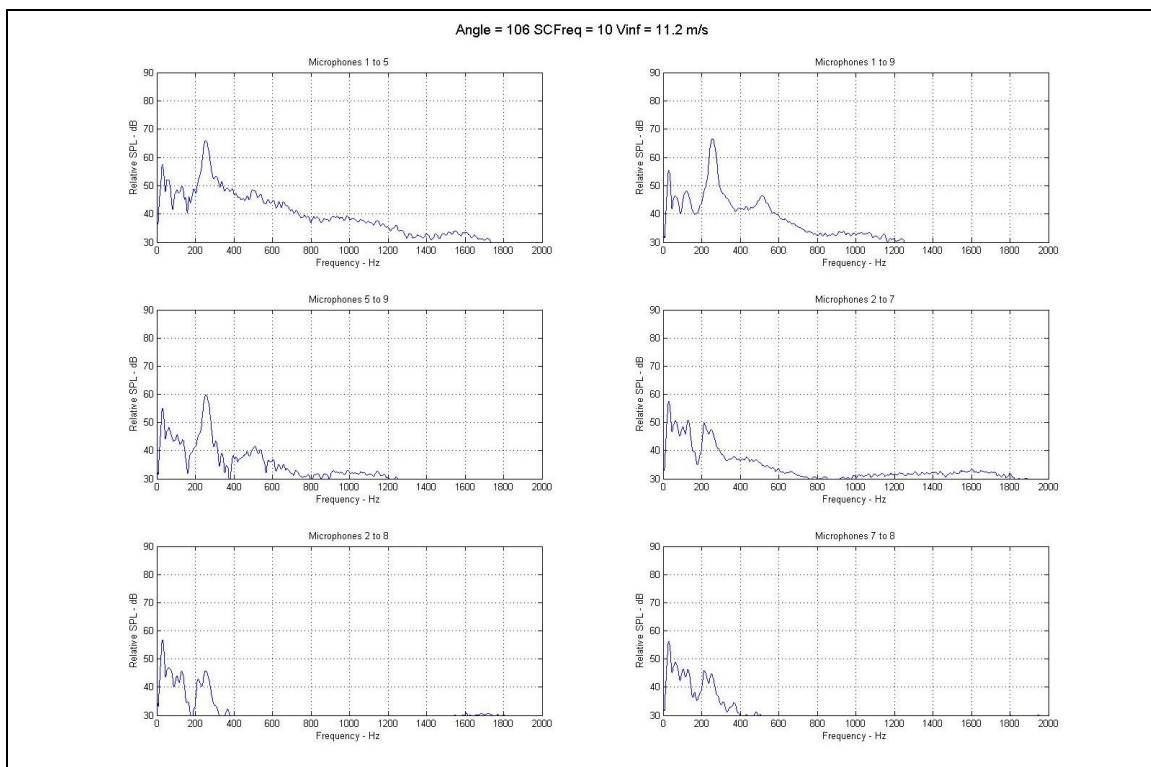 Angle = 106 SCFreq = 10 Vinf = 11.2 m/s
Microphones 1 to 5
Relative SPL - dB
90
80
70
60
50
40
30
0 200 400 600 800 1000 1200 1400 1600 1800 2000
Frequency - Hz
Microphones 1 to 9
Relative SPL - dB
90
80
70
60
50
40
30
0 200 400 600 800 1000 1200 1400 1600 1800 2000
Frequency - Hz
Microphones 5 to 9
Relative SPL - dB
90
80
70
60
50
40
30
0 200 400 600 800 1000 1200 1400 1600 1800 2000
Frequency - Hz
Microphones 2 to 7
Relative SPL - dB
90
80
70
60
50
40
30
0 200 400 600 800 1000 1200 1400 1600 1800 2000
Frequency - Hz
Microphones 2 to 8
Relative SPL - dB
90
80
70
60
50
40
30
0 200 400 600 800 1000 1200 1400 1600 1800 2000
Frequency - Hz
Microphones 7 to 8
Relative SPL - dB
90
80
70
60
50
40
30
0 200 400 600 800 1000 1200 1400 1600 1800 2000
Frequency - Hz